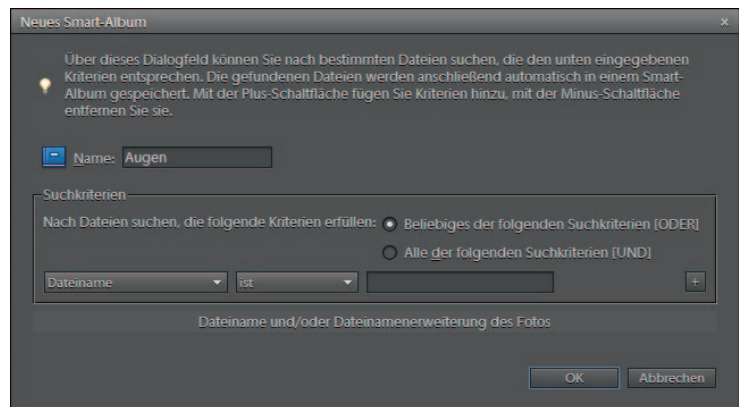 Neues Smart-Album
Über dieses Dialogfeld können Sie nach bestimmten Dateien suchen, die den unten eingegebenen
Kriterien entsprechen. Die gefundenen Dateien werden anschließend automatisch in einem Smart-
Album gespeichert. Mit der Plus-Schaltfläche fügen Sie Kriterien hinzu, mit der Minus-Schaltfläche
entfernen Sie sie.
Name: Augen
Suchkriterien
Nach Dateien suchen, die folgende Kriterien erfüllen: Beliebiges der folgenden Suchkriterien [ODER]
Alle der folgenden Suchkriterien [UND]
Dateiname ist +
Dateiname und/oder Dateinamenerweiterung des Fotos
OK Abbrechen